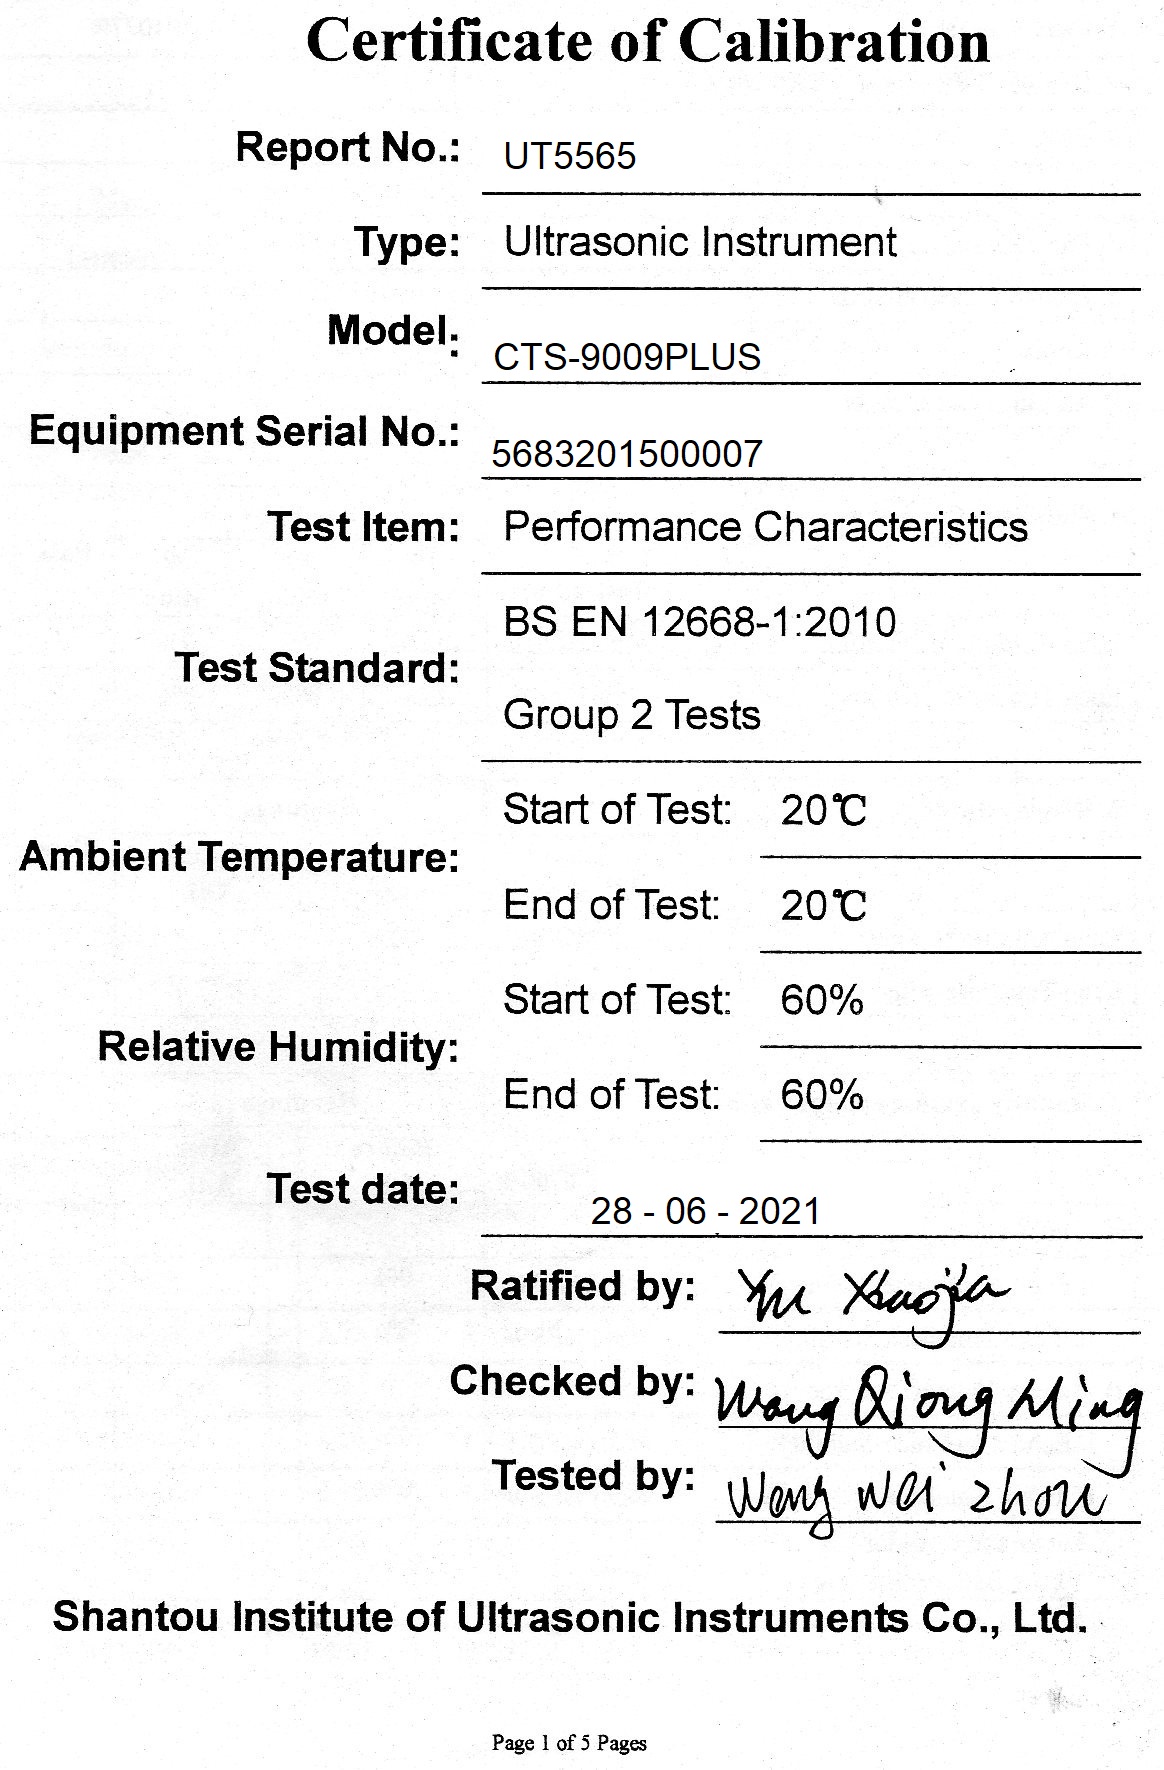 Certificate of Calibration
Report No.: UT5565
Type: Ultrasonic Instrument
Model: CTS-9009PLUS
Equipment Serial No.: 5683201500007
Test Item: Performance Characteristics
BS EN 12668-1:2010
Test Standard:
Group 2 Tests
Start of Test: 20℃
Ambient Temperature:
End of Test: 20℃
Start of Test: 60%
Relative Humidity:
End of Test: 60%
Test date: 28 - 06 - 2021
Ratified by: Xiaojia
Checked by: Wang Qiong Ming
Tested by: Wang Wei zhou
Shantou Institute of Ultrasonic Instruments Co., Ltd.
Page 1 of 5 Pages